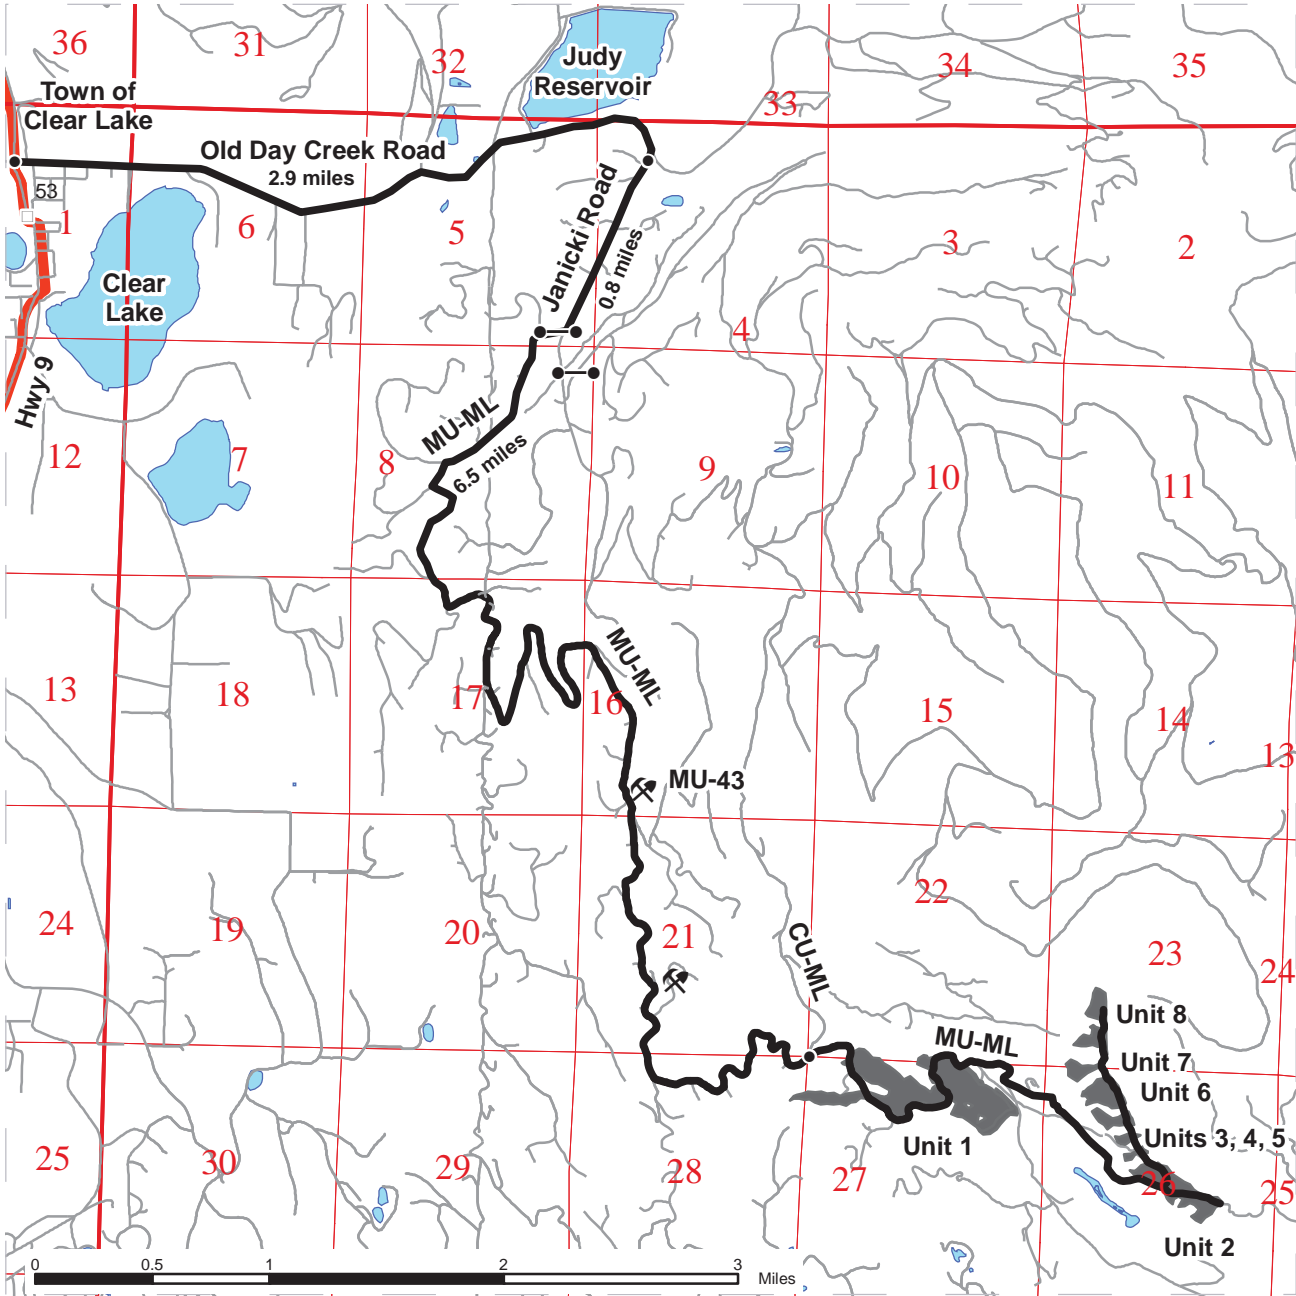 36
31
32
Judy
Reservoir
34
35
33
Town of
Clear Lake
Old Day Creek Road
2.9 miles
53
1
6
5
Janicki Road
0.8 miles
3
2
Clear
Lake
4
Hwy 9
MU-ML
6.5 miles
12
7
8
9
10
11
13
18
17
16
MU-ML
15
14
13
MU-43
24
19
20
21
22
23
24
CU-ML
MU-ML
Unit 8
Unit 7
Unit 6
Units 3, 4, 5
Unit 1
25
30
29
28
27
26
25
Unit 2
0
0.5
1
2
3
Miles